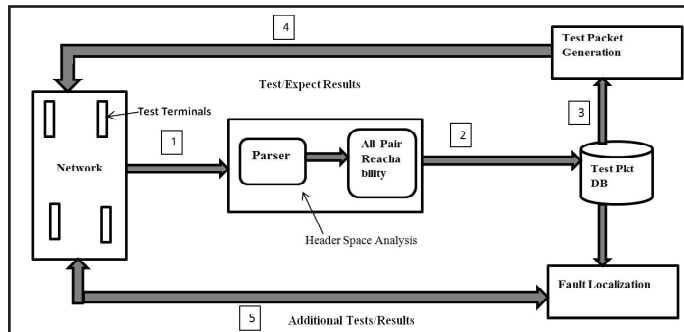 4
Test Packet
Generation
Test/Expect Results
Test Terminals
3
1
2
Parser
All Pair
Reacha
bility
Network
Test Pkt
DB
Header Space Analysis
Fault Localization
5
Additional Tests/Results